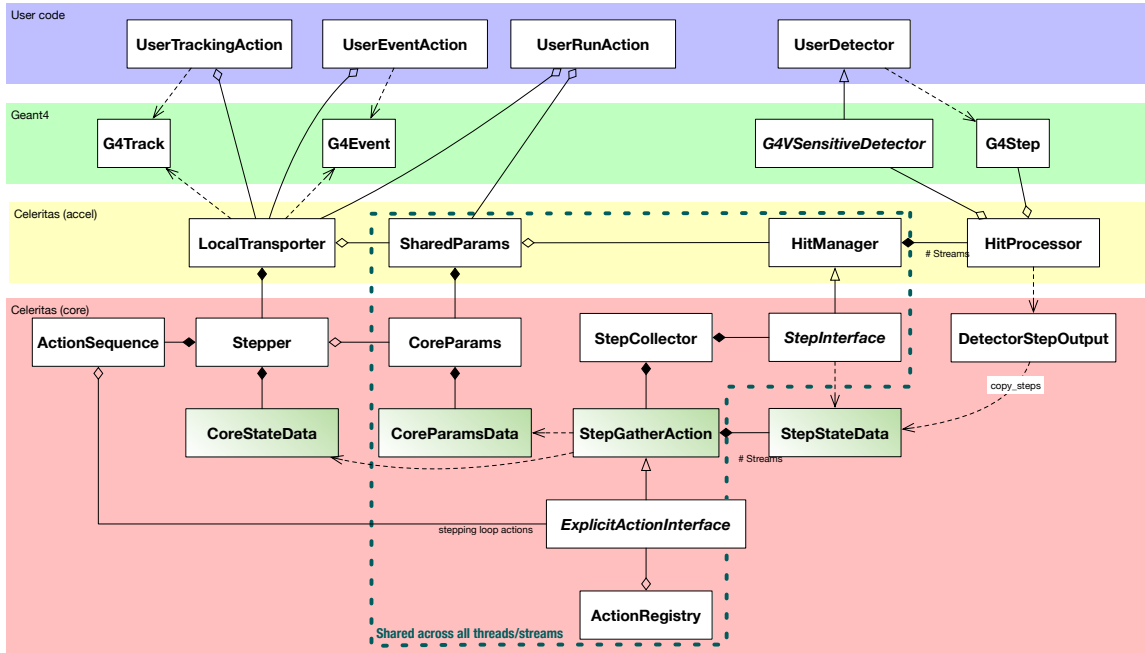 User code
UserTrackingAction
UserEventAction
UserRunAction
UserDetector
Geant4
G4Track
G4Event
G4VSensitiveDetector
G4Step
Celeritas (accel)
LocalTransporter
SharedParams
HitManager
# Streams
HitProcessor
Celeritas (core)
ActionSequence
Stepper
CoreParams
StepCollector
StepInterface
DetectorStepOutput
copy_steps
CoreStateData
CoreParamsData
StepGatherAction
# Streams
StepStateData
stepping loop actions
ExplicitActionInterface
ActionRegistry
Shared across all threads/streams